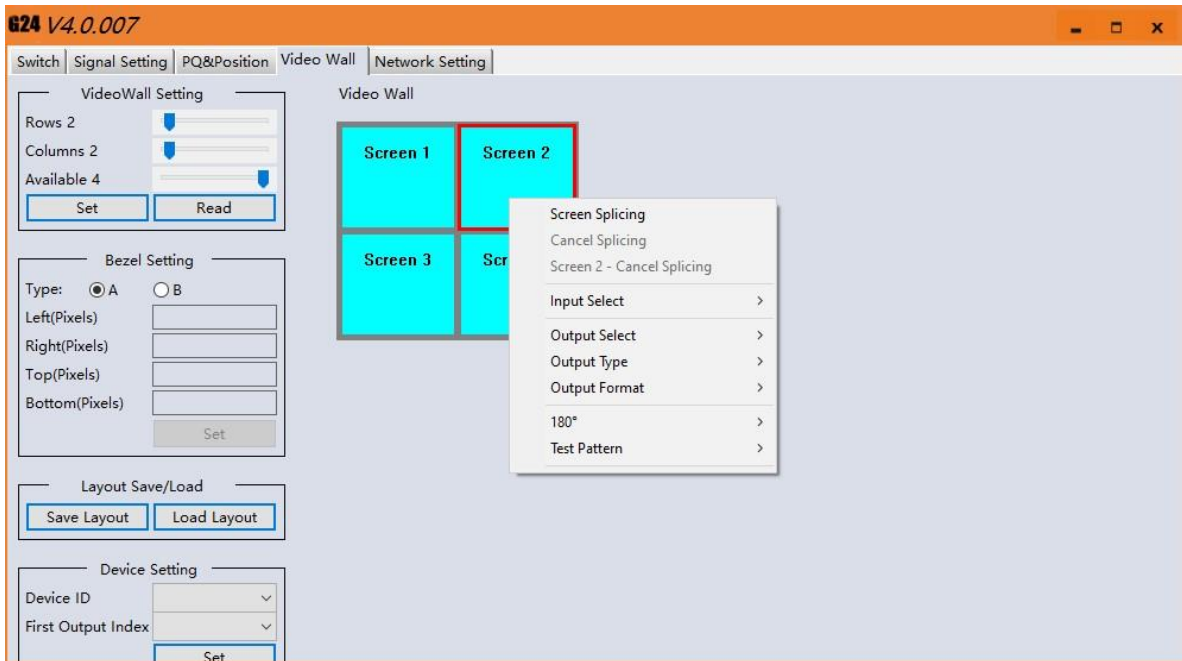 G24 V4.0.007
Switch Signal Setting PQ&Position Video Wall Network Setting
VideoWall Setting
Rows 2
Columns 2
Available 4
Set Read
Bezel Setting
Type: A B
Left(Pixels)
Right(Pixels)
Top(Pixels)
Bottom(Pixels)
Set
Layout Save/Load
Save Layout Load Layout
Device Setting
Device ID
First Output Index
Set
Video Wall
Screen 1 Screen 2
Screen 3 Scr
Screen Splicing
Cancel Splicing
Screen 2 - Cancel Splicing
Input Select
Output Select
Output Type
Output Format
180°
Test Pattern